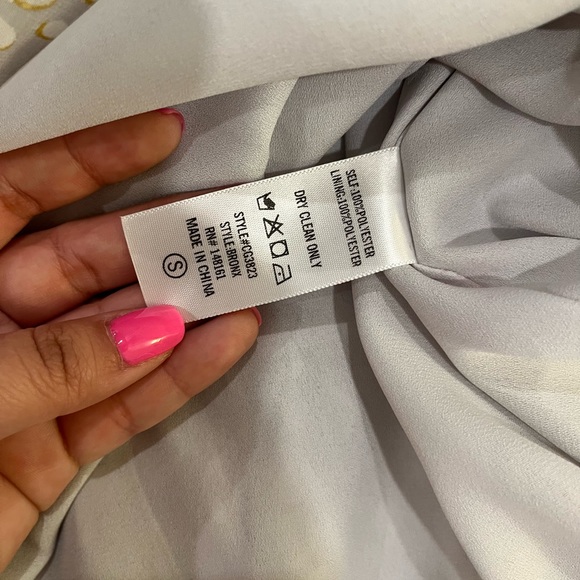 SELF:100%POLYESTER
LINING:100%POLYESTER
DRY CLEAN ONLY
STYLE#CG3823
STYLE:BRONX
RN# 148161
MADE IN CHINA
S